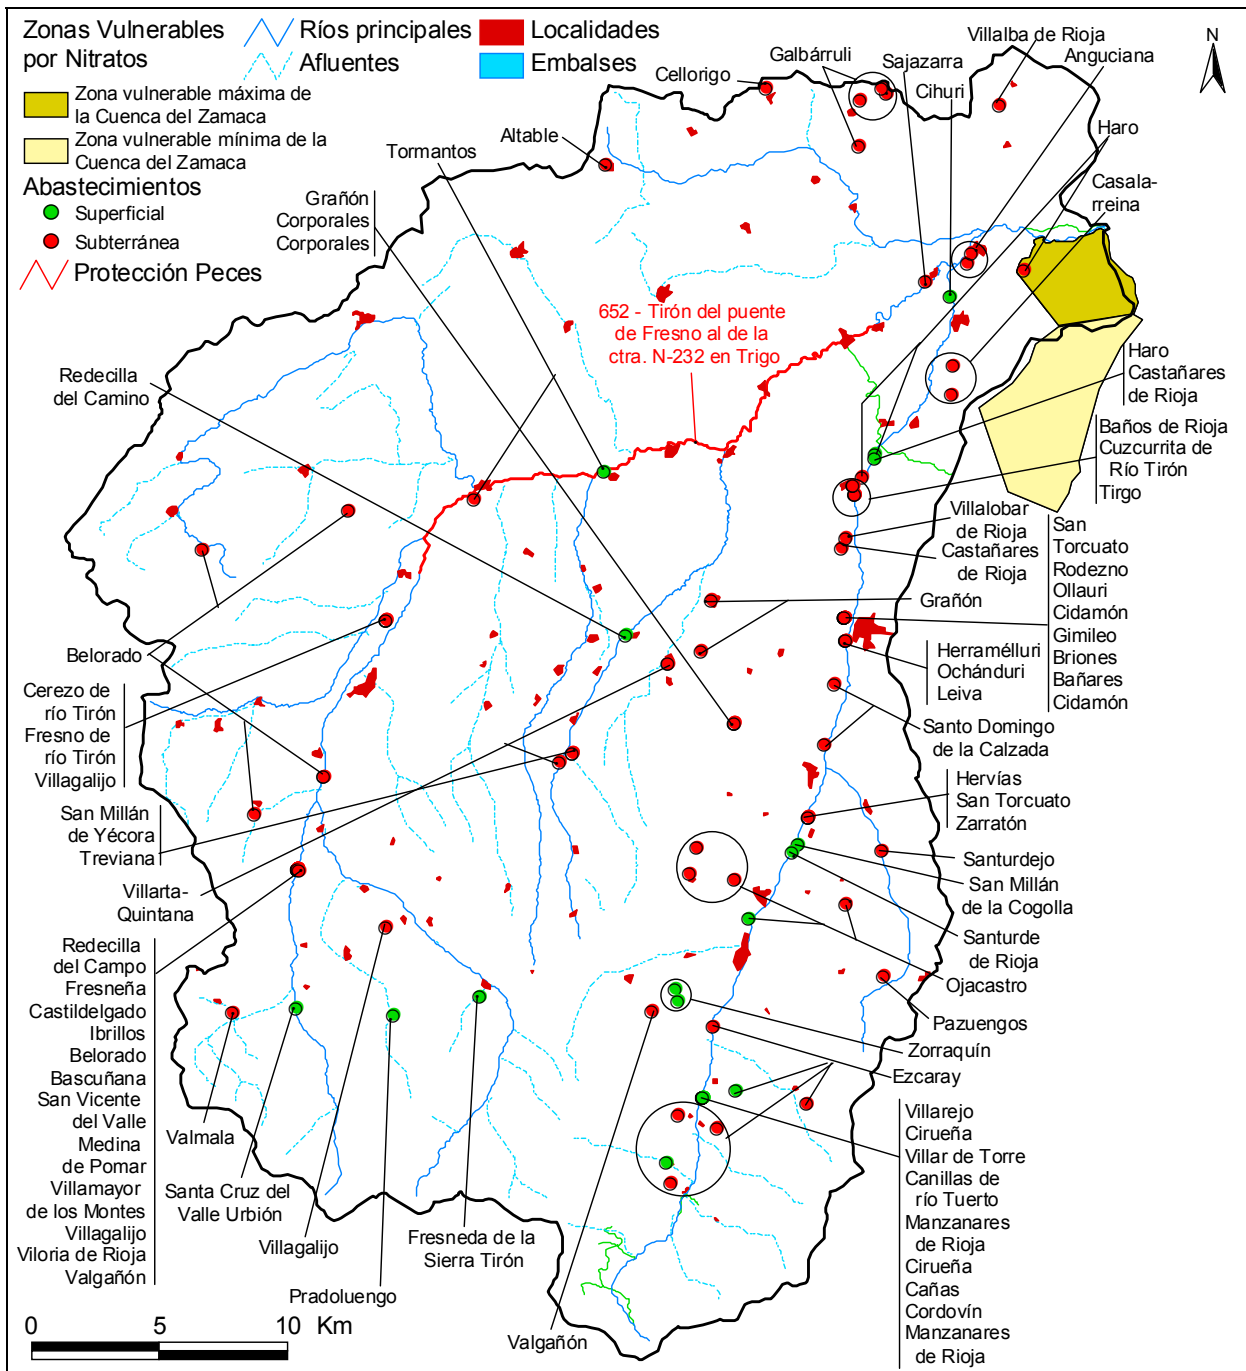 Zonas Vulnerables
por Nitratos
Ríos principales
Afluentes
Localidades
Embalses
Zona vulnerable máxima de
la Cuenca del Zamaca
Zona vulnerable mínima de la
Cuenca del Zamaca
Abastecimientos
Superficial
Subterránea
Protección Peces
N
Villalba de Rioja
Anguciana
Galbárruli
Sajazarra
Cellorigo
Cihuri
Haro
Altable
Tormantos
Casala-
rreina
Grañón
Corporales
Corporales
652 - Tirón del puente
de Fresno al de la
ctra. N-232 en Trigo
Redecilla
del Camino
Haro
Castañares
de Rioja
Baños de Rioja
Cuzcurrita de
Río Tirón
Tirgo
Villalobar
de Rioja
Castañares
de Rioja
San
Torcuato
Rodezno
Ollauri
Cidamón
Gimileo
Briones
Bañares
Cidamón
Grañón
Belorado
Herramélluri
Ochánduri
Leiva
Cerezo de
río Tirón
Fresno de
río Tirón
Villagalijo
Santo Domingo
de la Calzada
San Millán
de Yécora
Treviana
Hervías
San Torcuato
Zarratón
Villarta-
Quintana
Santurdejo
San Millán
de la Cogolla
Santurde
de Rioja
Ojacastro
Redecilla
del Campo
Fresneña
Castildelgado
Ibrillos
Belorado
Bascuñana
San Vicente
del Valle
Medina
de Pomar
Villamayor
de los Montes
Villagalijo
Viloria de Rioja
Valgañón
Pazuengos
Zorraquín
Ezcaray
Valmala
Santa Cruz del
Valle Urbión
Villagalijo
Fresneda de la
Sierra Tirón
Pradoluengo
Valgañón
Villarejo
Cirueña
Villar de Torre
Canillas de
río Tuerto
Manzanares
de Rioja
Cirueña
Cañas
Cordovín
Manzanares
de Rioja
0 5 10 Km